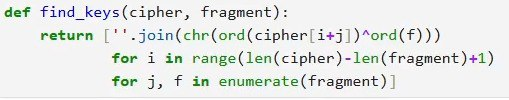 def find_keys(cipher, fragment):
    return [''.join(chr(ord(cipher[i+j])^ord(f)))
            for i in range(len(cipher)-len(fragment)+1)
            for j, f in enumerate(fragment)]